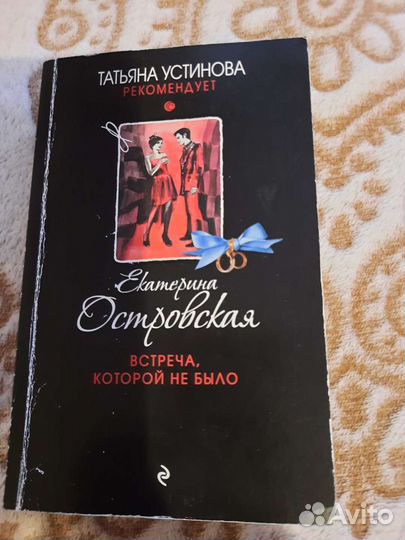 ТАТЬЯНА УСТИНОВА
РЕКОМЕНДУЕТ
Екатерина
Островская
ВСТРЕЧА,
КОТОРОЙ НЕ БЫЛО
Avito